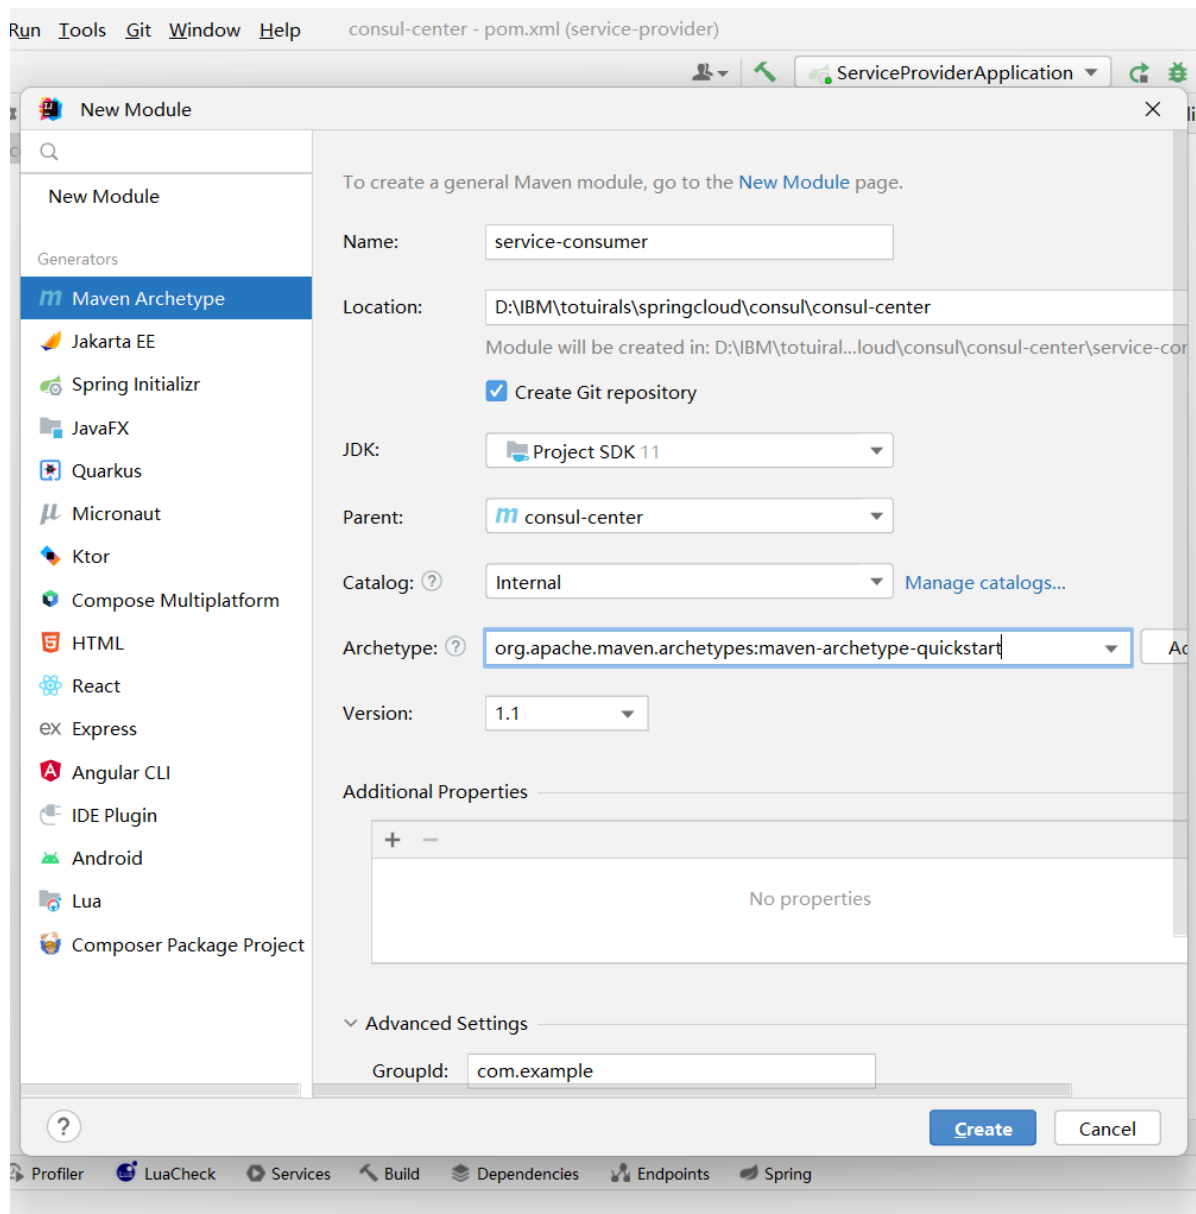 Run Tools Git Window Help consul-center - pom.xml (service-provider)
ServiceProviderApplication
New Module
New Module
Generators
Maven Archetype
Jakarta EE
Spring Initializr
JavaFX
Quarkus
Micronaut
Ktor
Compose Multiplatform
HTML
React
ex Express
Angular CLI
IDE Plugin
Android
Lua
Composer Package Project
To create a general Maven module, go to the New Module page.
Name: service-consumer
Location: D:\IBM\totuirals\springcloud\consul\consul-center
Module will be created in: D:\IBM\totuiral...loud\consul\consul-center\service-cor
Create Git repository
JDK: Project SDK 11
Parent: consul-center
Catalog: ? Internal Manage catalogs...
Archetype: ? org.apache.maven.archetypes:maven-archetype-quickstart
Version: 1.1
Additional Properties
No properties
Advanced Settings
GroupId: com.example
? Create Cancel
Profiler LuaCheck Services Build Dependencies Endpoints Spring